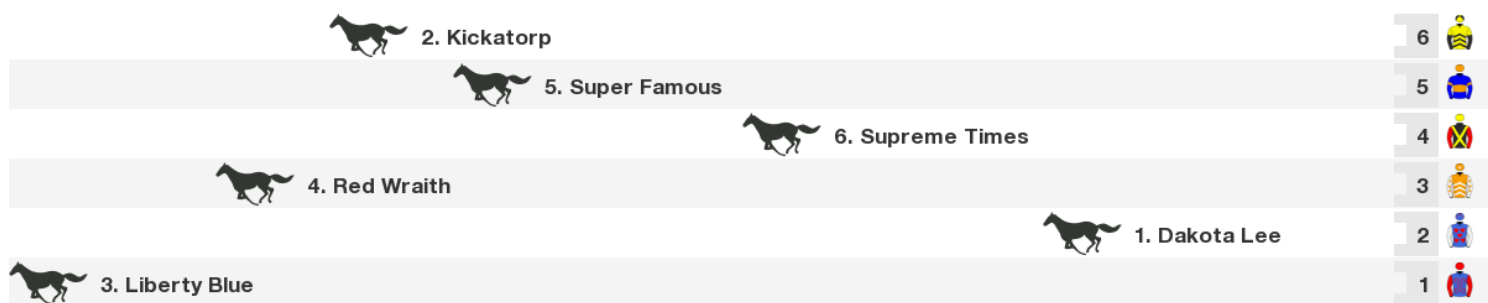 2. Kickatorp 6
5. Super Famous 5
6. Supreme Times 4
4. Red Wraith 3
1. Dakota Lee 2
3. Liberty Blue 1